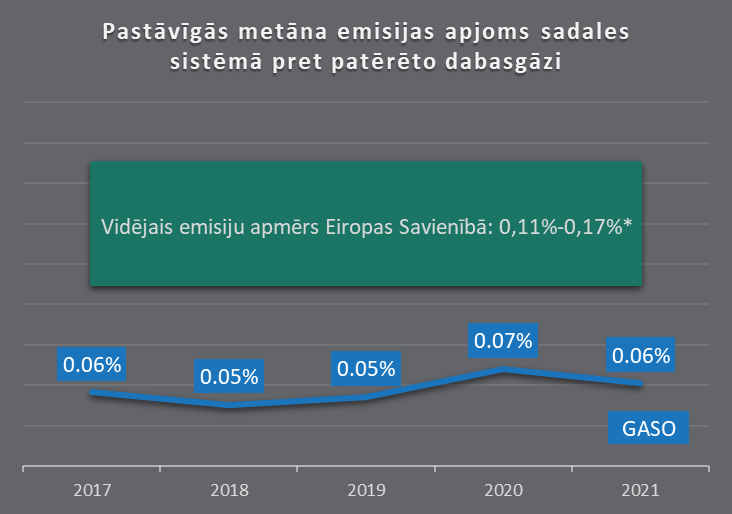 Pastāvīgās metāna emisijas apjoms sadales
sistēmā pret patērēto dabasgāzi
Vidējais emisiju apmērs Eiropas Savienībā: 0,11%-0,17%*
0.06%
0.05%
0.05%
0.07%
0.06%
GASO
2017
2018
2019
2020
2021